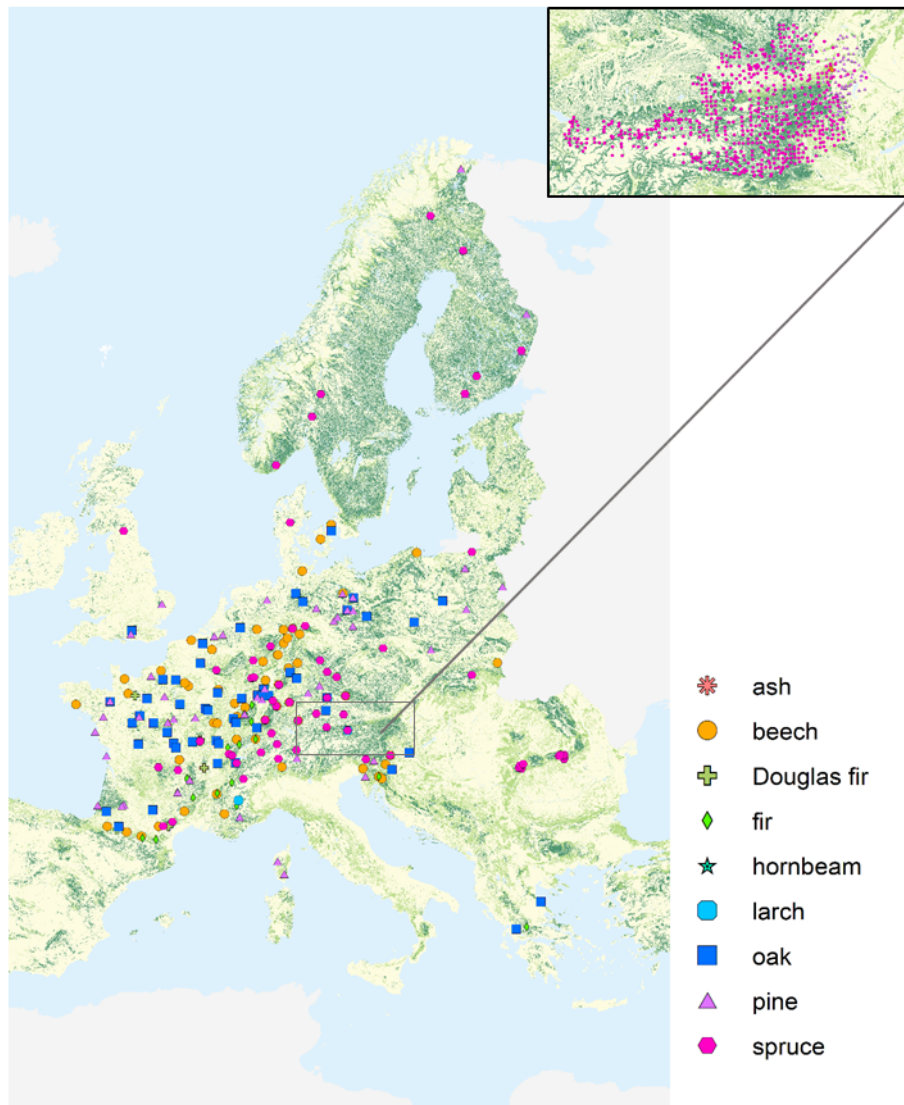 ash
beech
Douglas fir
fir
hornbeam
larch
oak
pine
spruce